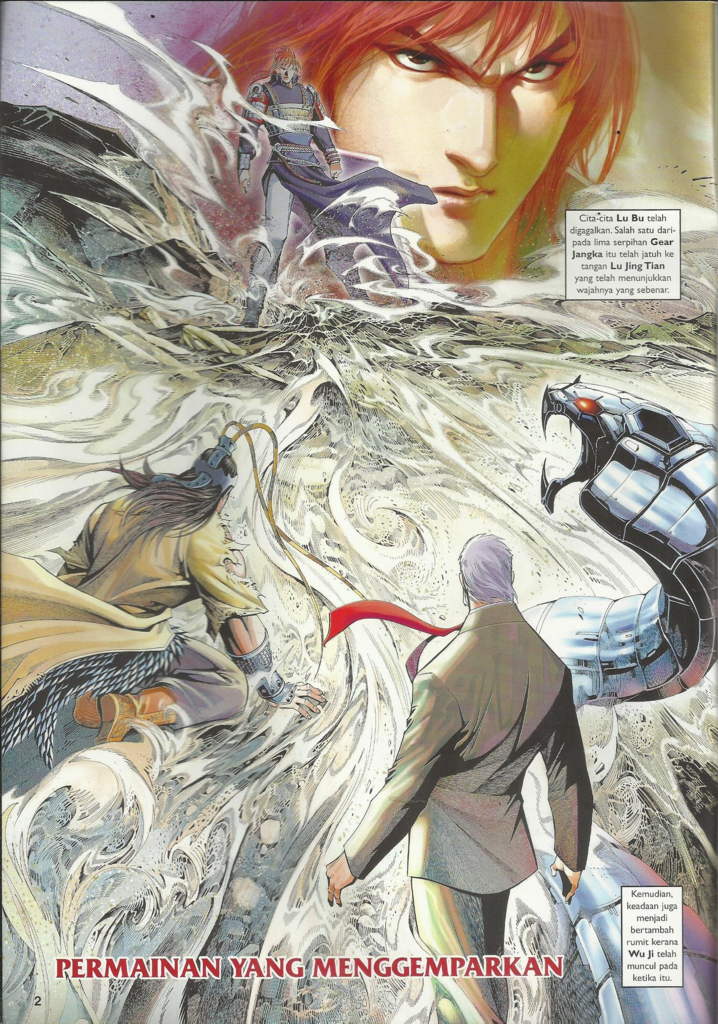 Cita-cita Lu Bu telah
digagalkan. Salah satu dari-
pada lima serpihan Gear
Jangka itu telah jatuh ke
tangan Lu Jing Tian
yang telah menunjukkan
wajahnya yang sebenar.
Kemudian,
keadaan juga
menjadi
bertambah
rumit kerana
Wu Ji telah
muncul pada
ketika itu.
PERMAINAN YANG MENGGEMPARKAN
2